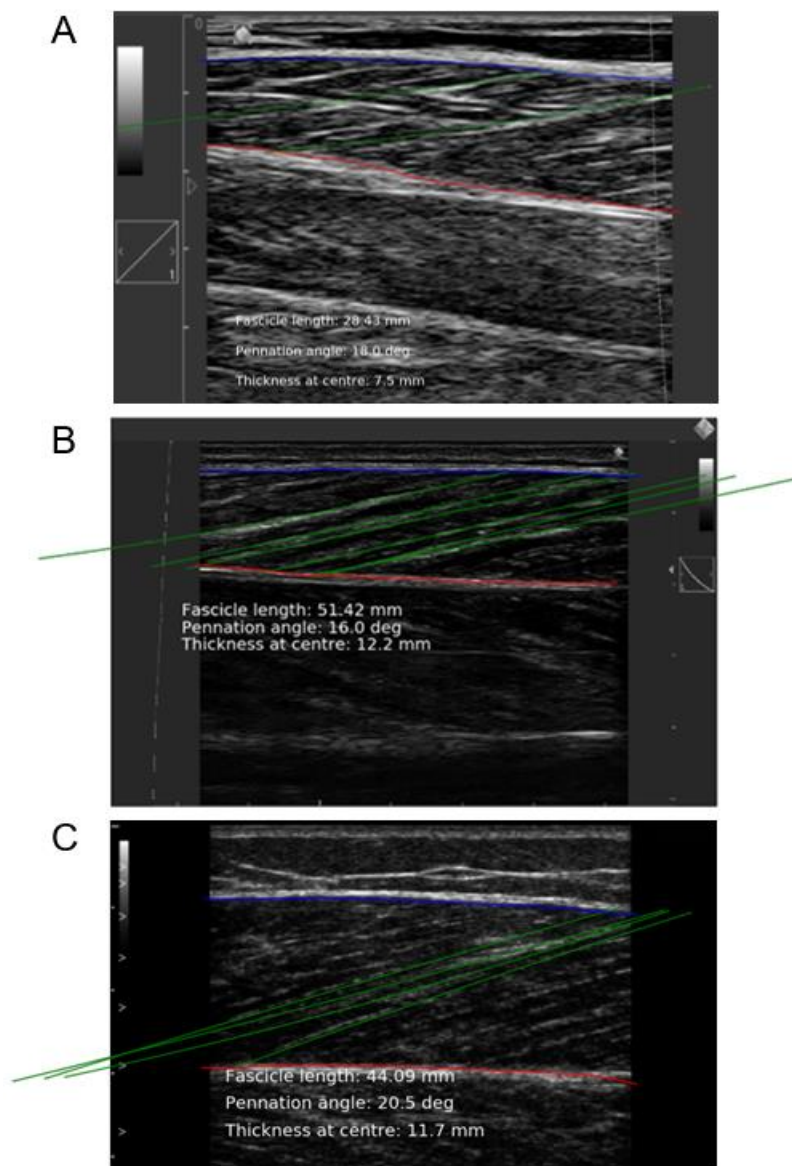 A
0
1
Fascicle length: 28.43 mm
Pennation angle: 18.0 deg
Thickness at centre: 7.5 mm
B
Fascicle length: 51.42 mm
Pennation angle: 16.0 deg
Thickness at centre: 12.2 mm
C
Fascicle length: 44.09 mm
Pennation angle: 20.5 deg
Thickness at centre: 11.7 mm